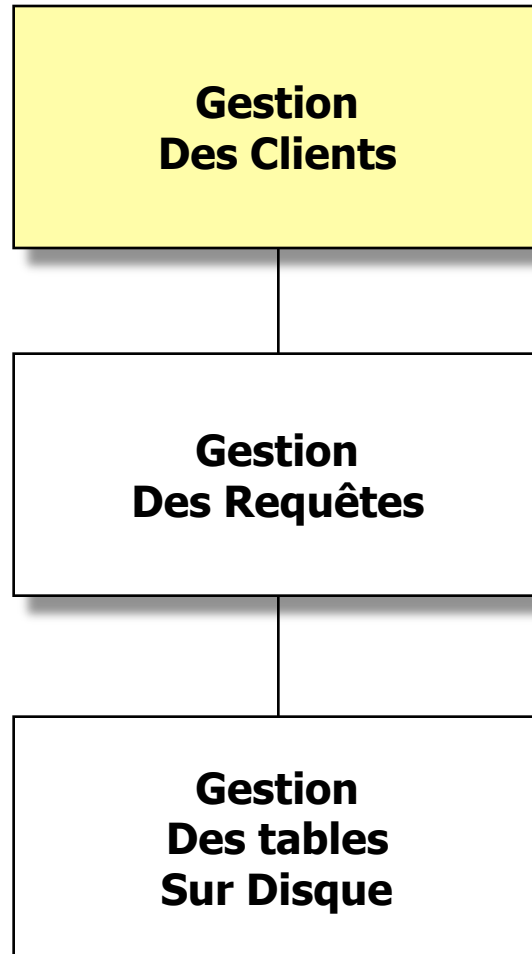 Gestion
Des Clients
Gestion
Des Requêtes
Gestion
Des tables
Sur Disque